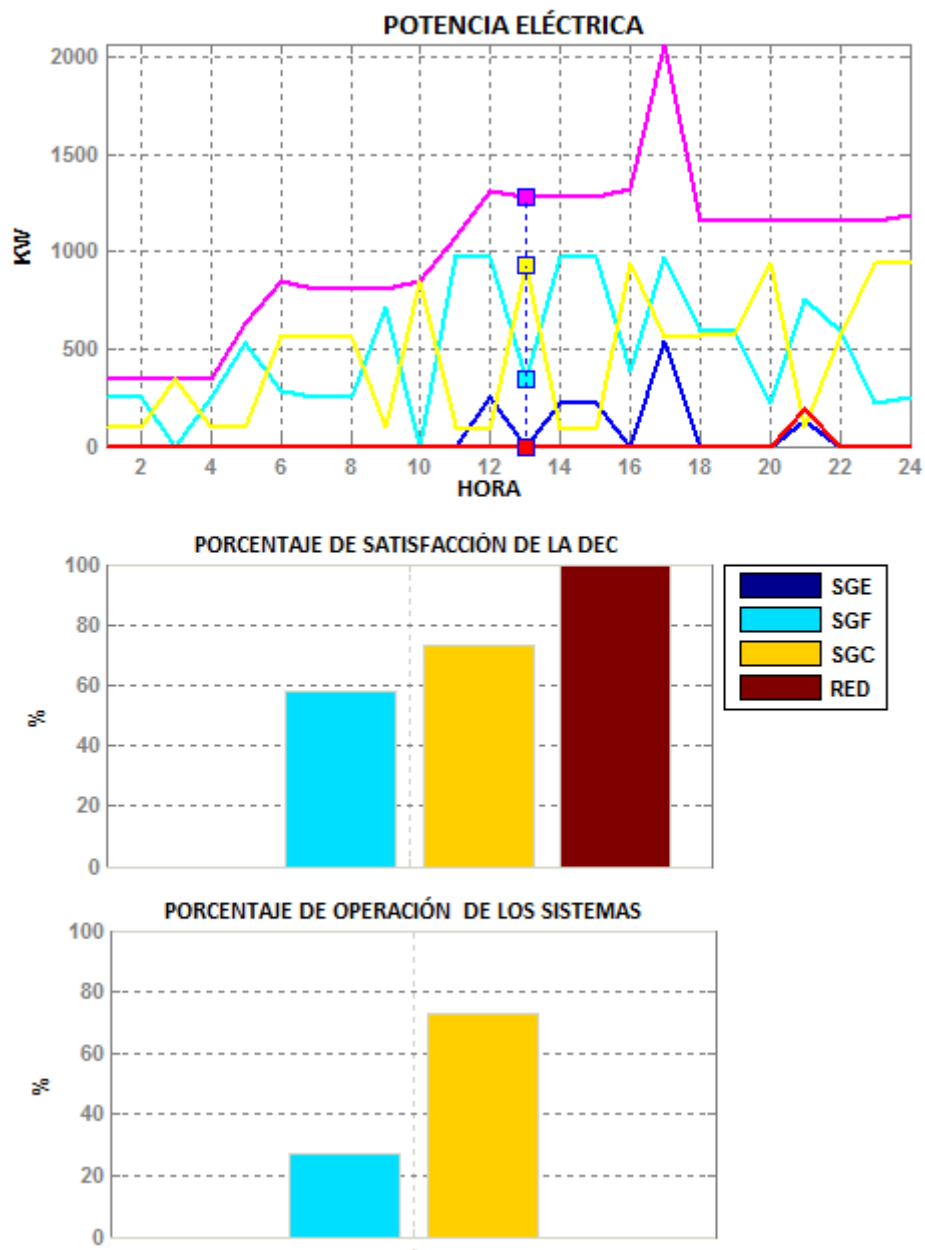 POTENCIA ELÉCTRICA
2000
1500
1000
500
0
KW
2 4 6 8 10 12 14 16 18 20 22 24
HORA
PORCENTAJE DE SATISFACCIÓN DE LA DEC
100
80
60
40
20
0
%
SGE
SGF
SGC
RED
PORCENTAJE DE OPERACIÓN DE LOS SISTEMAS
100
80
60
40
20
0
%